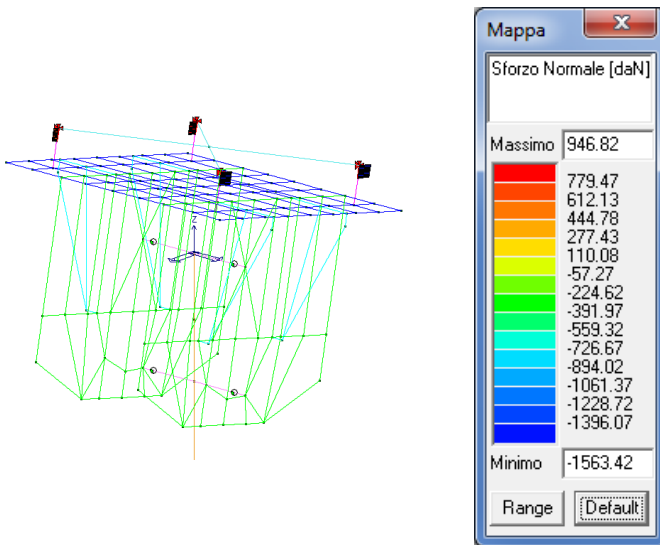 Mappa
Sforzo Normale [daN]
Massimo 946.82
779.47
612.13
444.78
277.43
110.08
-57.27
-224.62
-391.97
-559.32
-726.67
-894.02
-1061.37
-1228.72
-1396.07
Minimo -1563.42
Range Default
Z